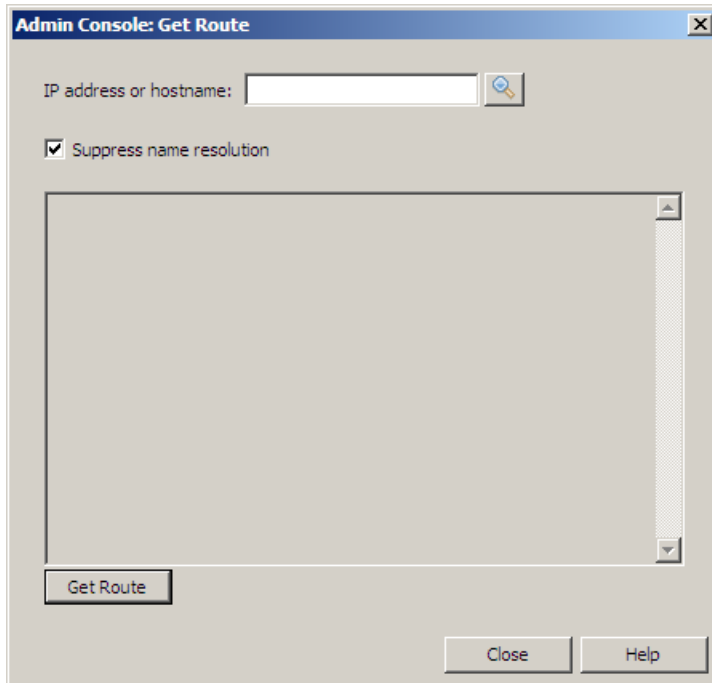 Admin Console: Get Route
IP address or hostname:
Suppress name resolution
Get Route
Close
Help